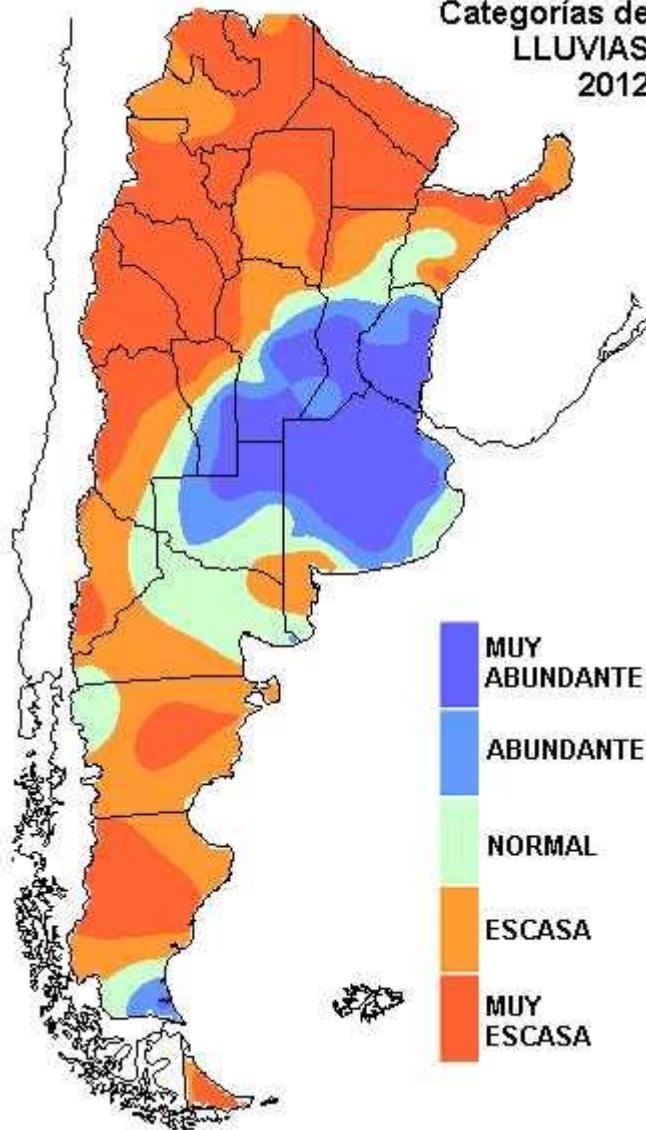 Categorías de
LLUVIAS
2012
MUY
ABUNDANTE
ABUNDANTE
NORMAL
ESCASA
MUY
ESCASA